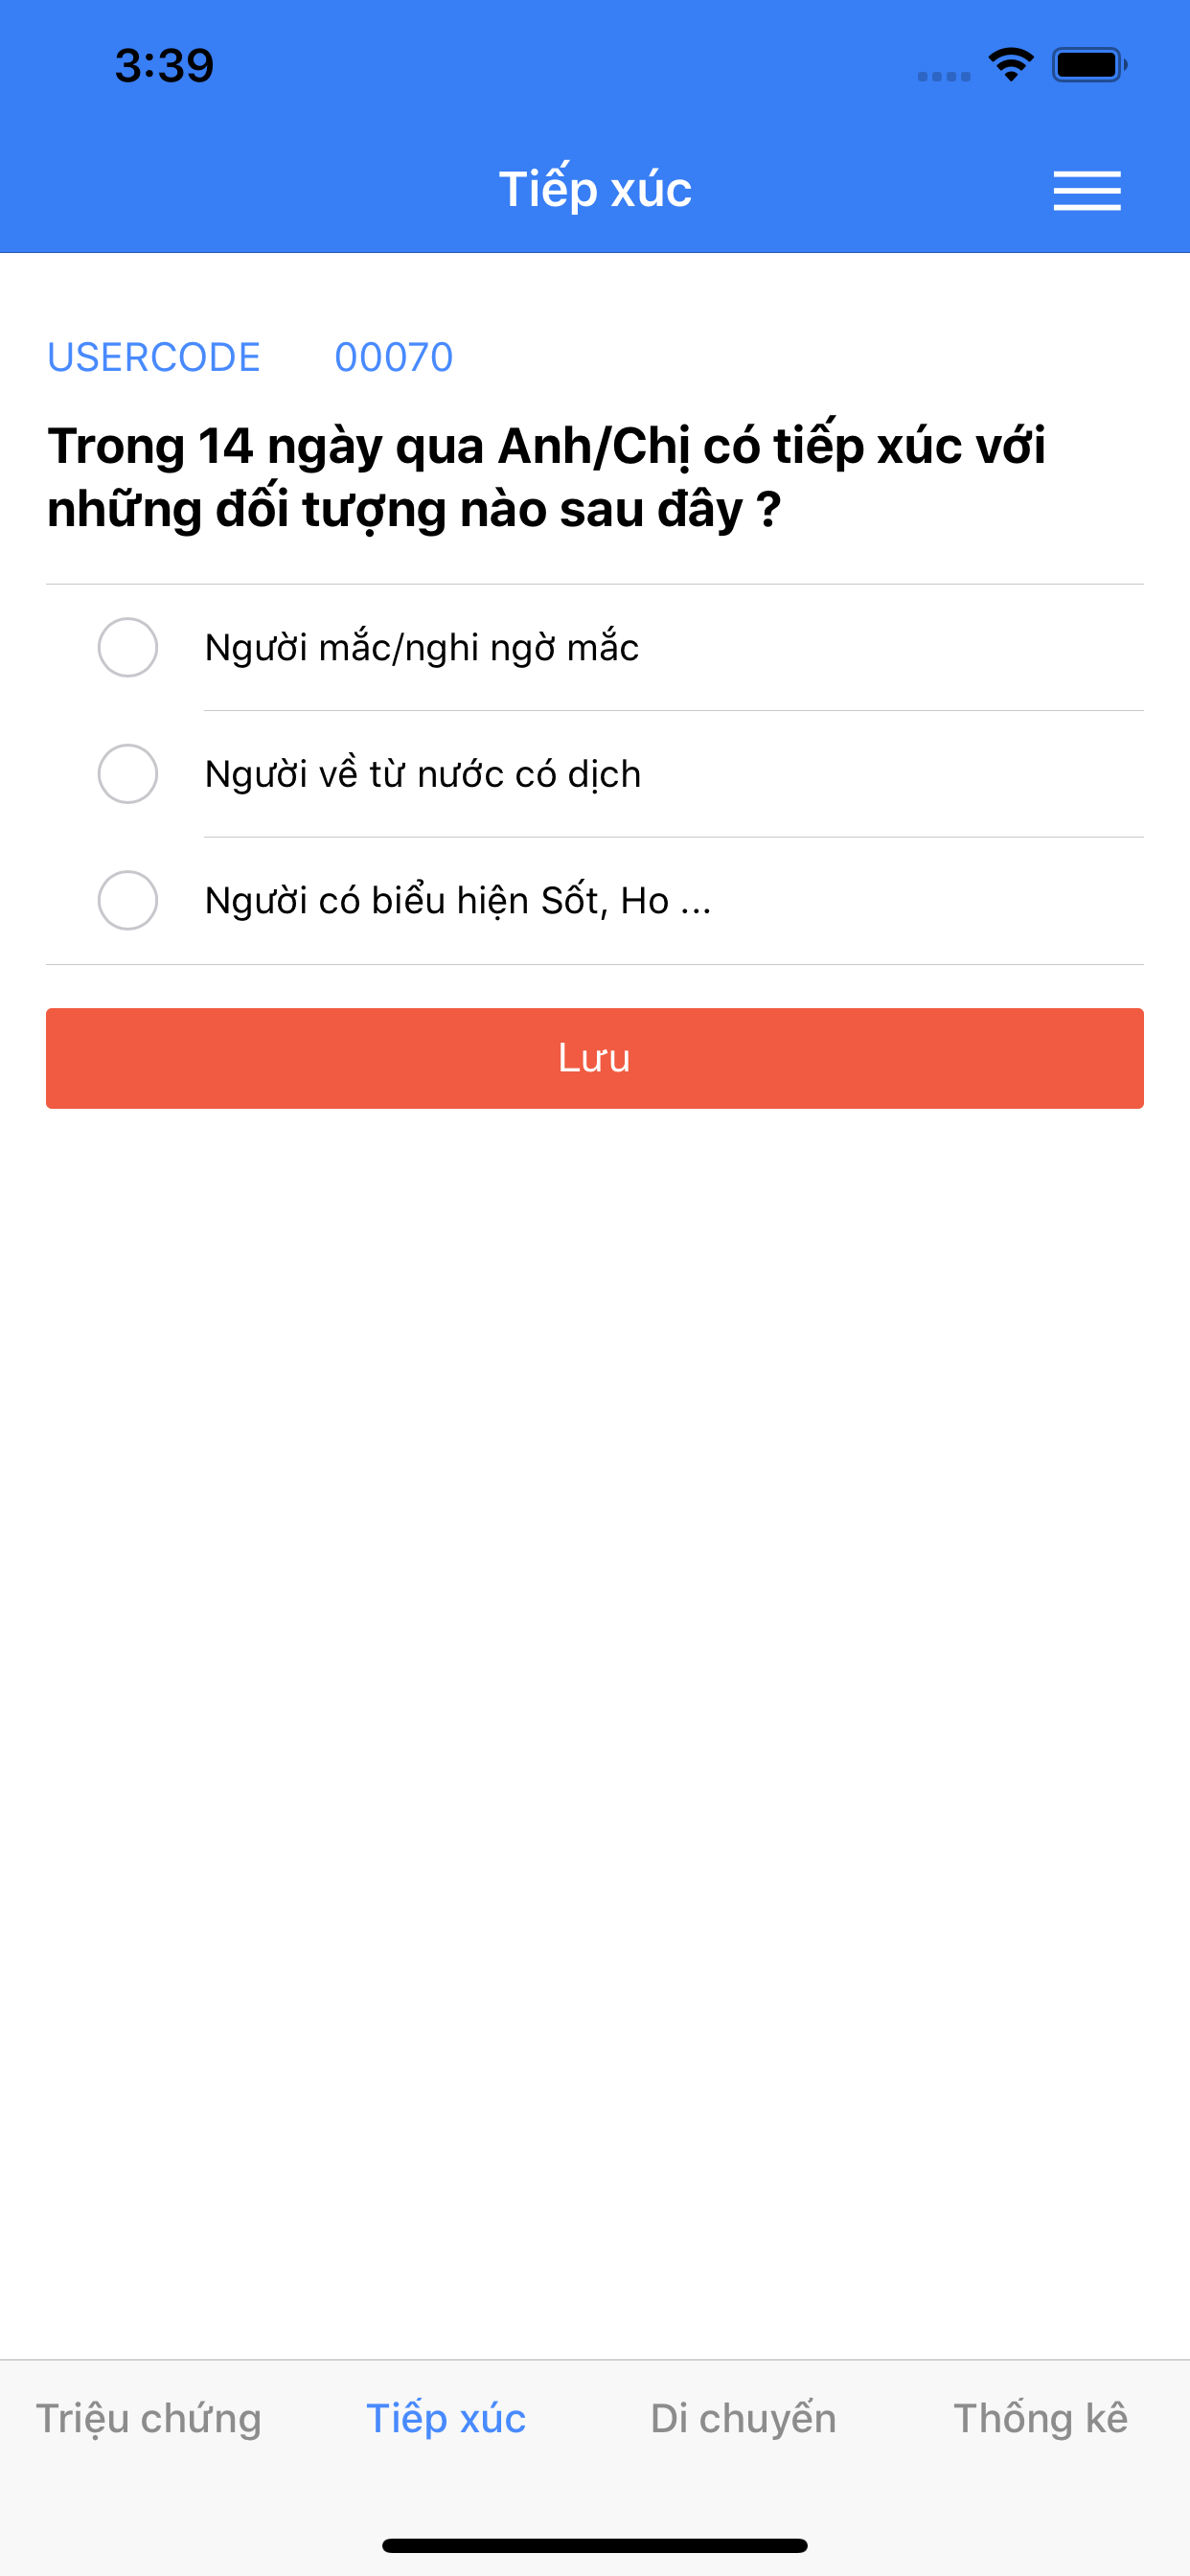 3:39
Tiếp xúc
USERCODE 00070
Trong 14 ngày qua Anh/Chị có tiếp xúc với
những đối tượng nào sau đây ?
Người mắc/nghi ngờ mắc
Người về từ nước có dịch
Người có biểu hiện Sốt, Ho ...
Lưu
Triệu chứng Tiếp xúc Di chuyển Thống kê